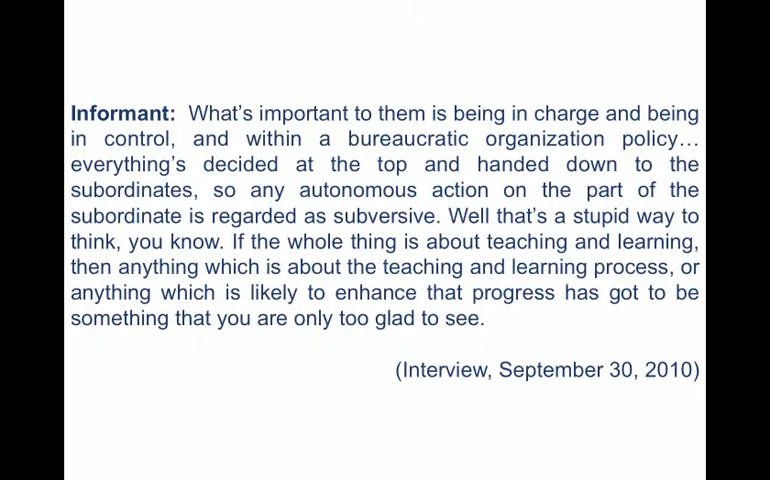 Informant: What's important to them is being in charge and being
in control, and within a bureaucratic organization policy…
everything's decided at the top and handed down to the
subordinates, so any autonomous action on the part of the
subordinate is regarded as subversive. Well that's a stupid way to
think, you know. If the whole thing is about teaching and learning,
then anything which is about the teaching and learning process, or
anything which is likely to enhance that progress has got to be
something that you are only too glad to see.
(Interview, September 30, 2010)